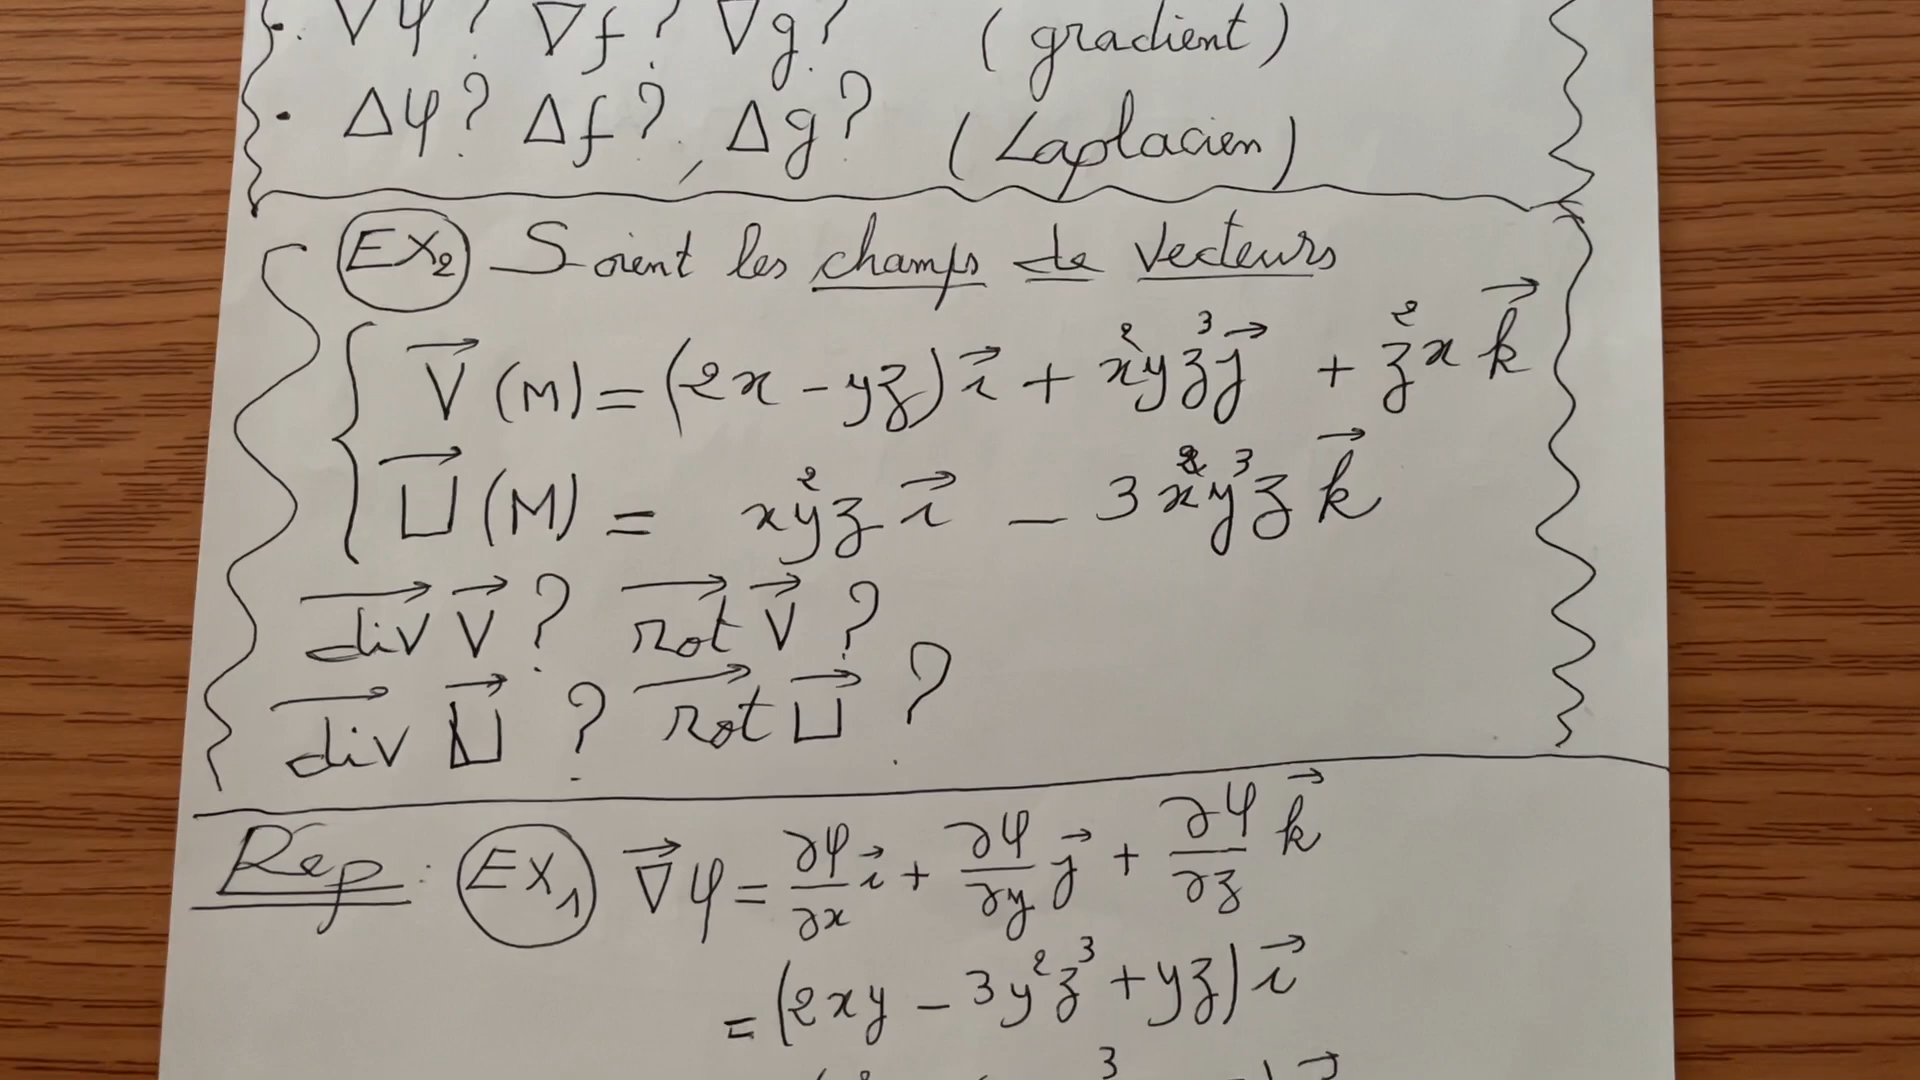 . ∇φ ? ∇f ? ∇g ? (gradient)
. Δφ ? Δf ? , Δg ? (Laplacien)
EX₂ Soient les champs de vecteurs
V⃗ (M) = (2x - yz) i⃗ + x²yz³ j⃗ + z²x k⃗
U⃗ (M) = xy²z i⃗ - 3x²y³z k⃗
div V⃗ ? rot V⃗ ?
div U⃗ ? rot U⃗ ?
Rep : EX₁ ∇⃗φ = ∂φ/∂x i⃗ + ∂φ/∂y j⃗ + ∂φ/∂z k⃗
= (2xy - 3y²z³ + yz) i⃗